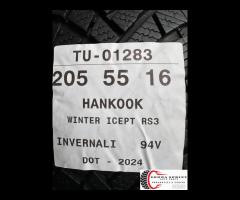 TU-01283
205 55 16
HANKOOK
WINTER ICEPT RS3
INVERNALI 94V
DOT - 2024